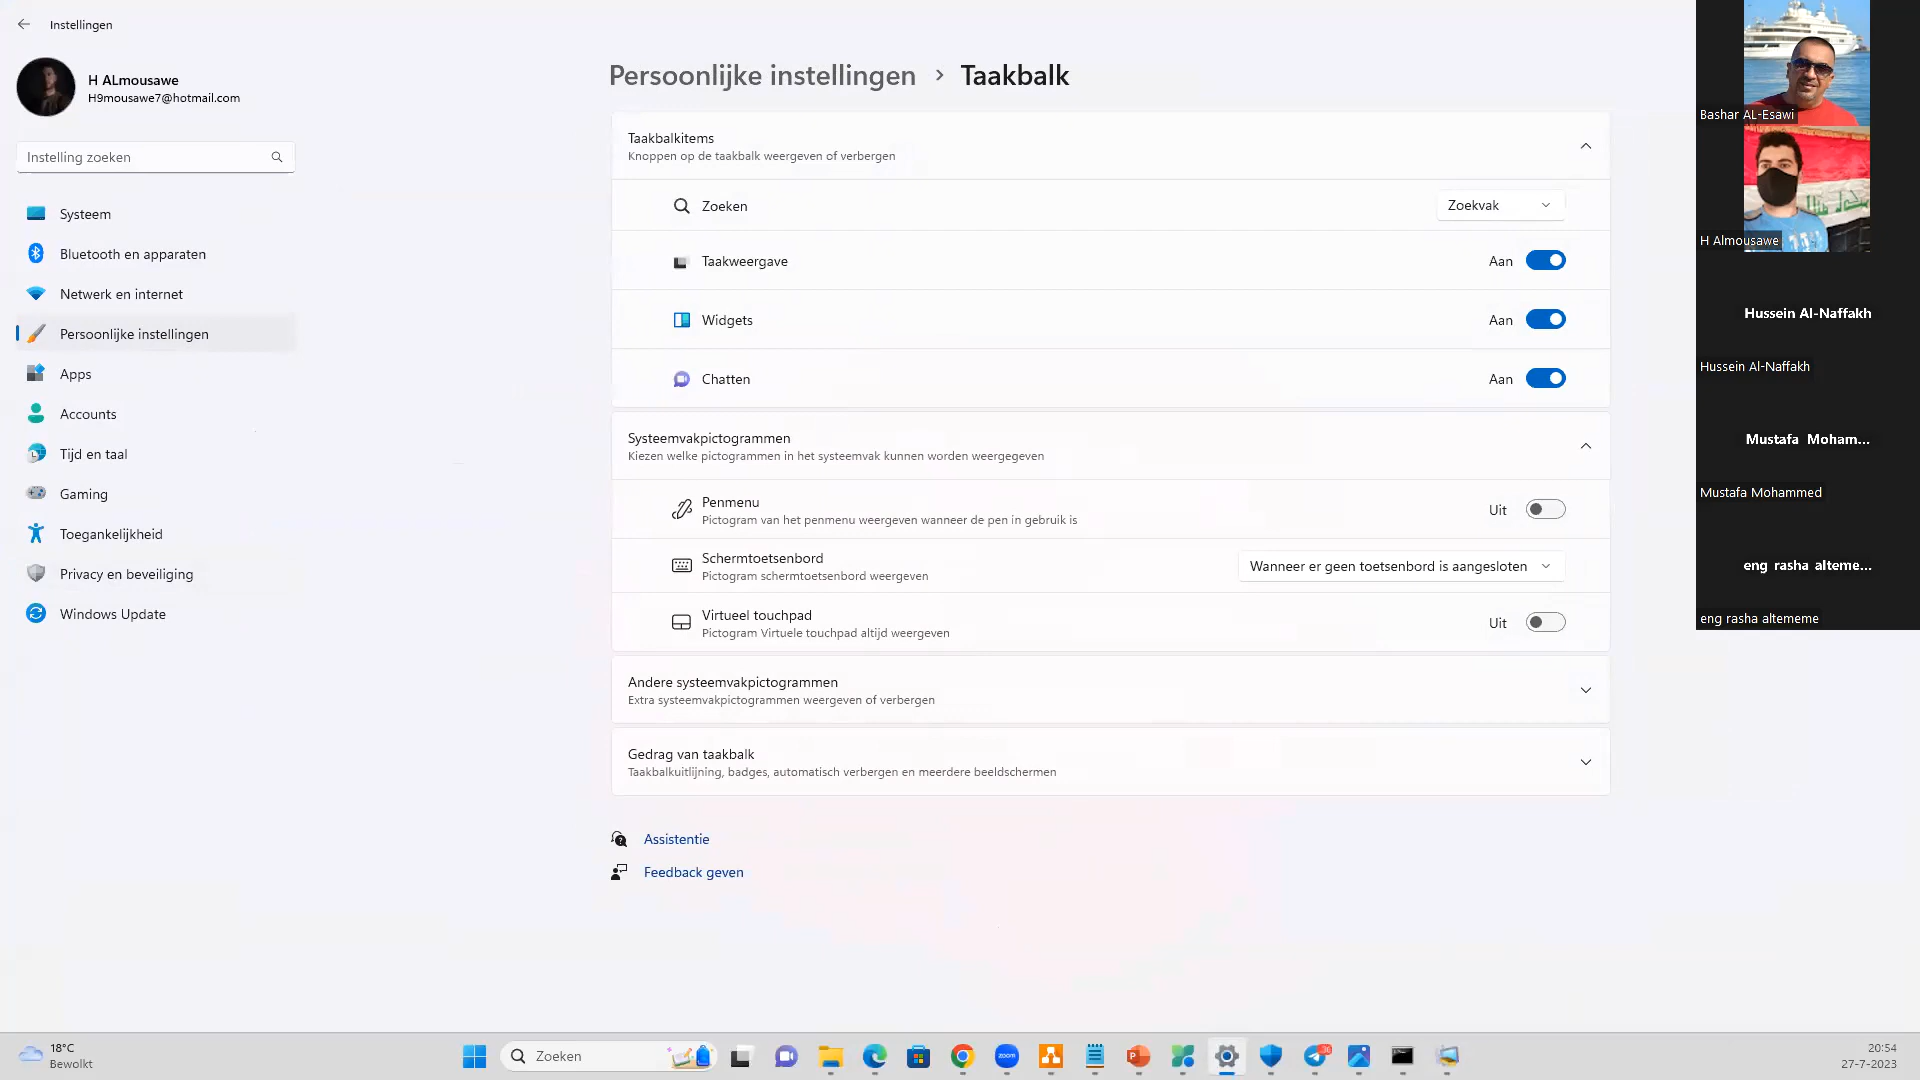 Instellingen
H ALmousawe
H9mousawe7@hotmail.com
Instelling zoeken
Systeem
Bluetooth en apparaten
Netwerk en internet
Persoonlijke instellingen
Apps
Accounts
Tijd en taal
Gaming
Toegankelijkheid
Privacy en beveiliging
Windows Update
Persoonlijke instellingen › Taakbalk
Taakbalkitems
Knoppen op de taakbalk weergeven of verbergen
Zoeken Zoekvak
Taakweergave Aan
Widgets Aan
Chatten Aan
Systeemvakpictogrammen
Kiezen welke pictogrammen in het systeemvak kunnen worden weergegeven
Penmenu
Pictogram van het penmenu weergeven wanneer de pen in gebruik is
Uit
Schermtoetsenbord
Pictogram schermtoetsenbord weergeven
Wanneer er geen toetsenbord is aangesloten
Virtueel touchpad
Pictogram Virtuele touchpad altijd weergeven
Uit
Andere systeemvakpictogrammen
Extra systeemvakpictogrammen weergeven of verbergen
Gedrag van taakbalk
Taakbalkuitlijning, badges, automatisch verbergen en meerdere beeldschermen
Assistentie
Feedback geven
Bashar AL-Esawi
H Almousawe
Hussein Al-Naffakh
Hussein Al-Naffakh
Mustafa Moham...
Mustafa Mohammed
eng rasha alteme...
eng rasha altememe
18°C
Bewolkt
Zoeken
zoom
20:54
27-7-2023